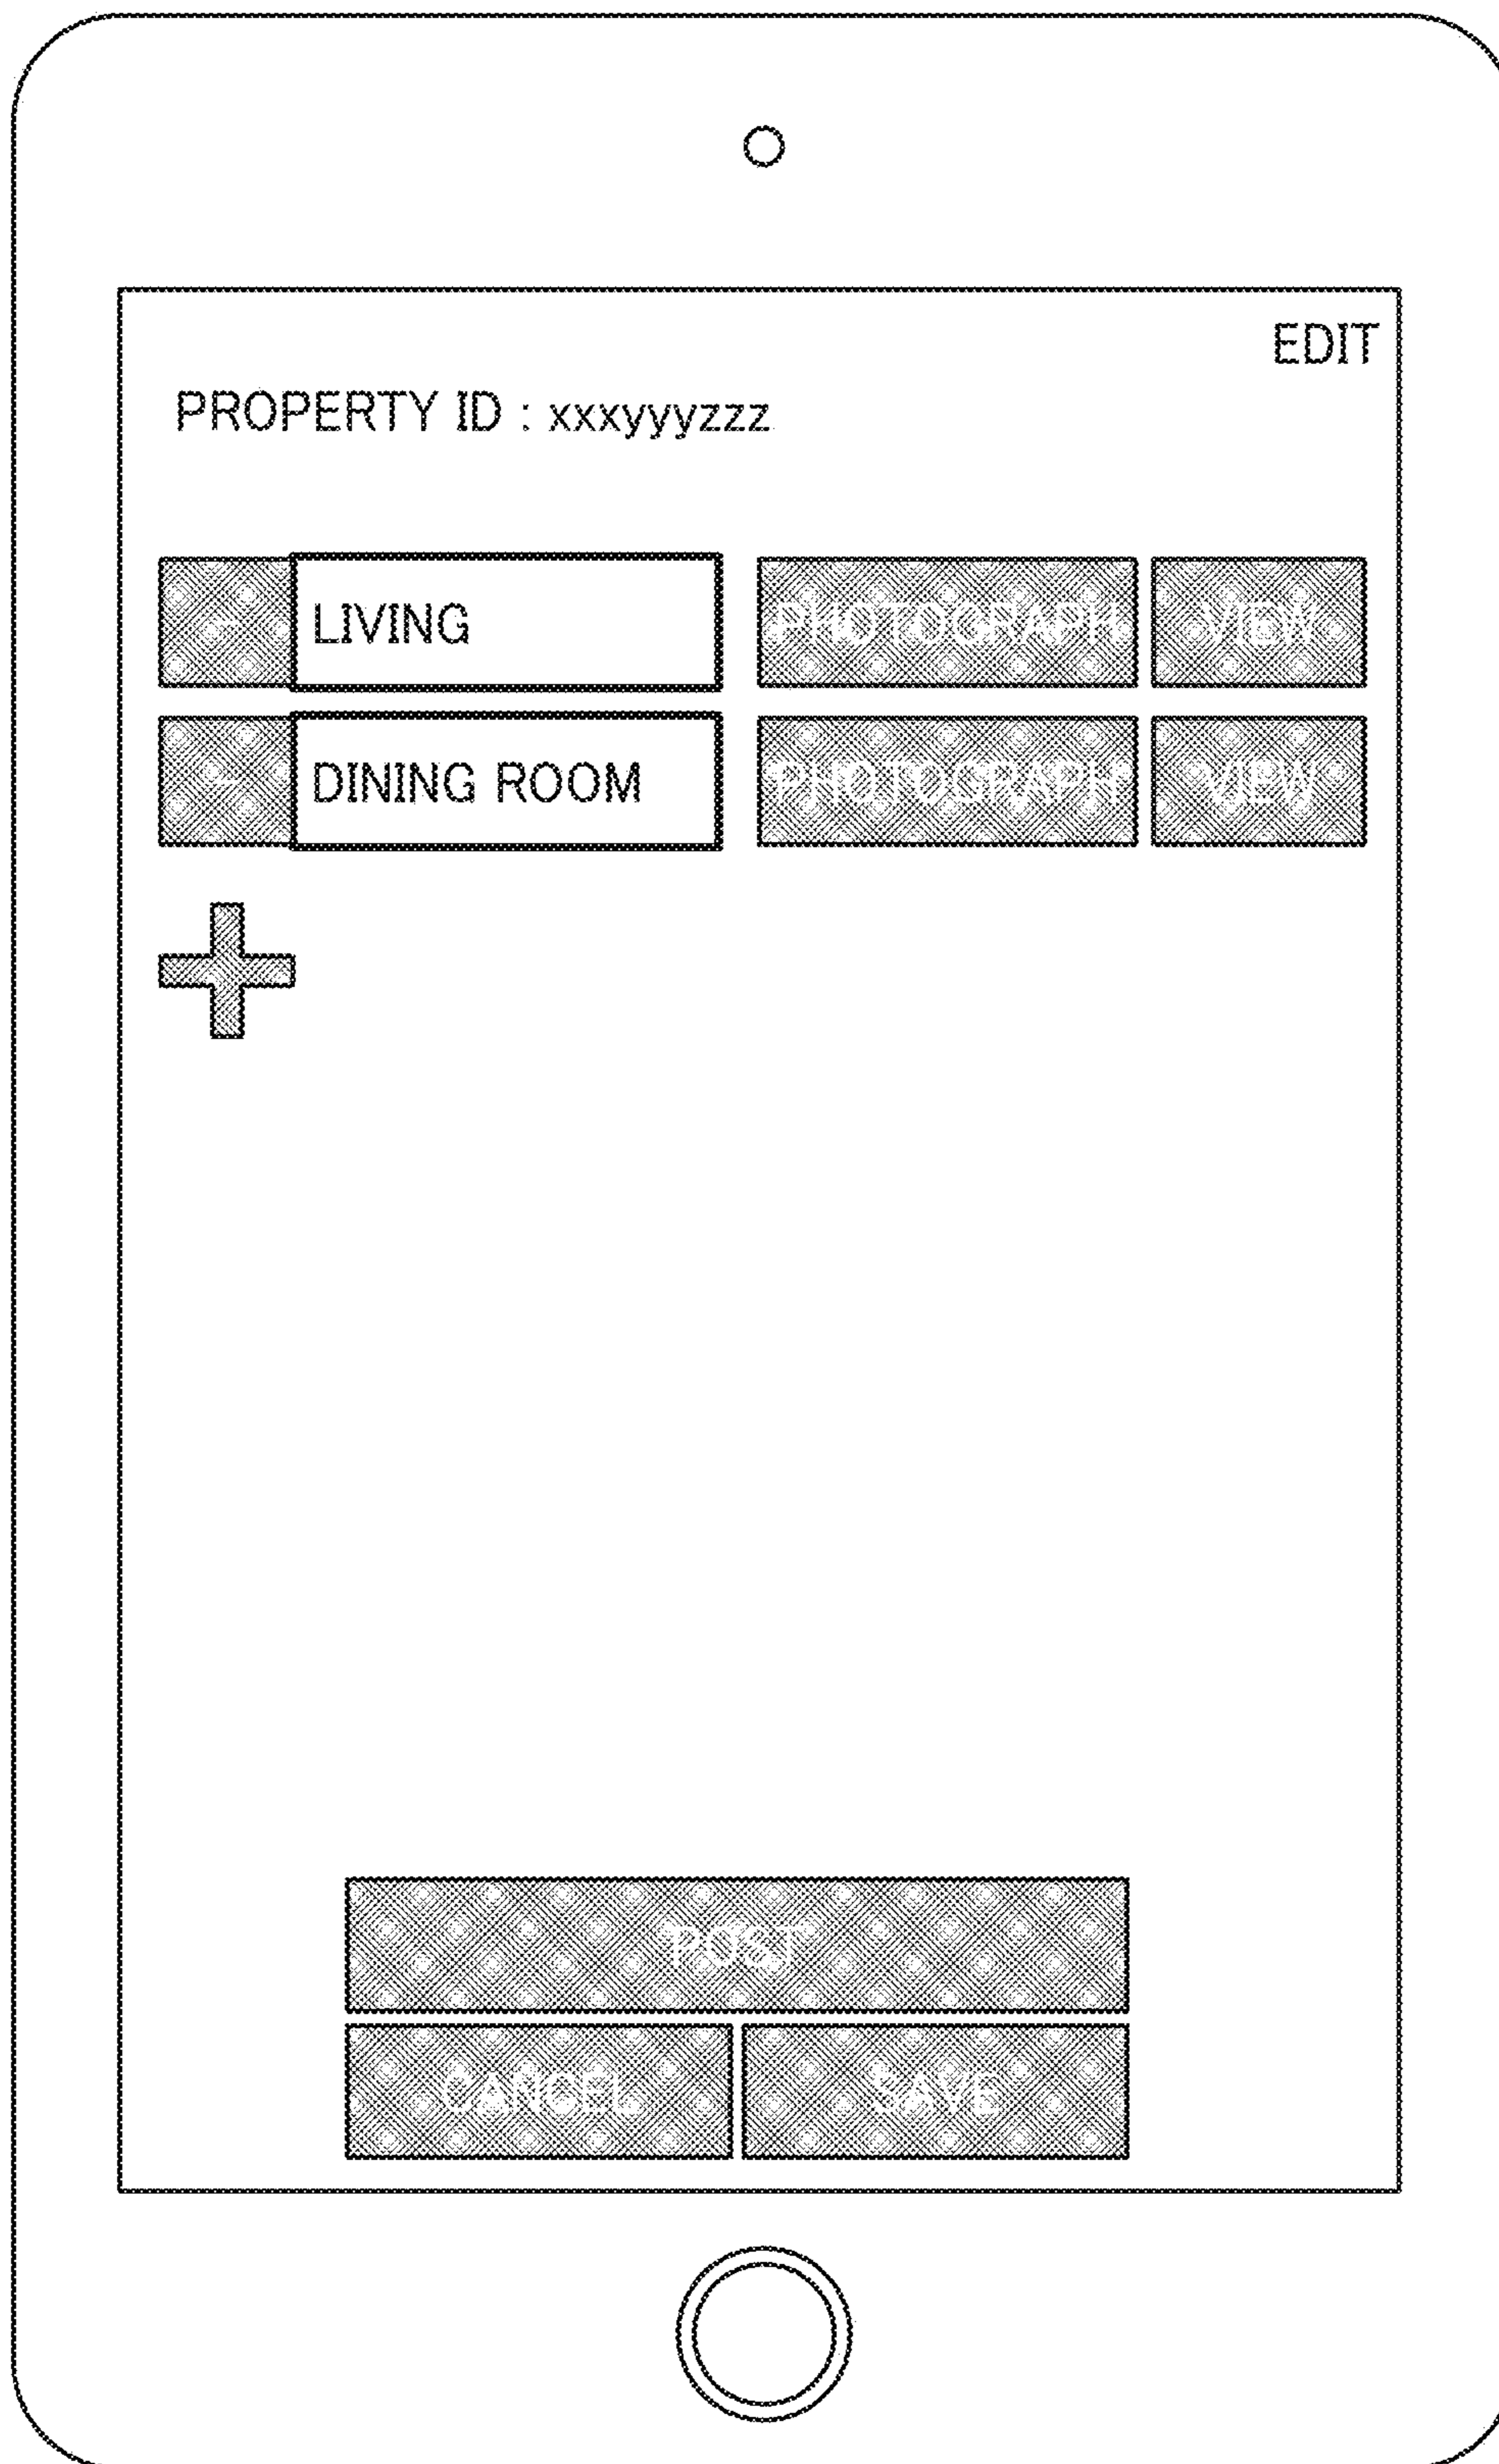 EDIT
PROPERTY ID : xxxyyyzzz
- LIVING PHOTOGRAPH VIEW
- DINING ROOM PHOTOGRAPH VIEW
POST
CANCEL SAVE